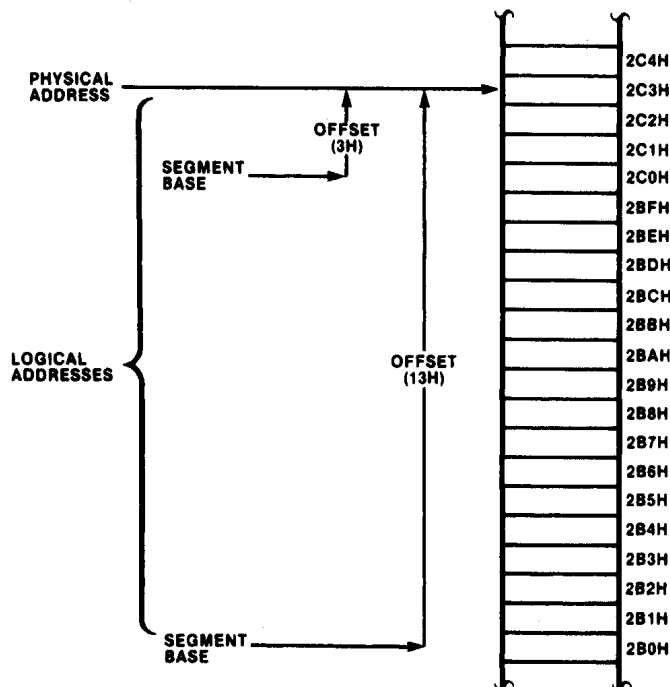 2C4H
PHYSICAL
ADDRESS
2C3H
2C2H
OFFSET
(3H)
2C1H
SEGMENT
BASE
2C0H
2BFH
2BEH
2BDH
2BCH
2BBH
LOGICAL
ADDRESSES
OFFSET
(13H)
2BAH
2B9H
2B8H
2B7H
2B6H
2B5H
2B4H
2B3H
2B2H
2B1H
SEGMENT
BASE
2B0H